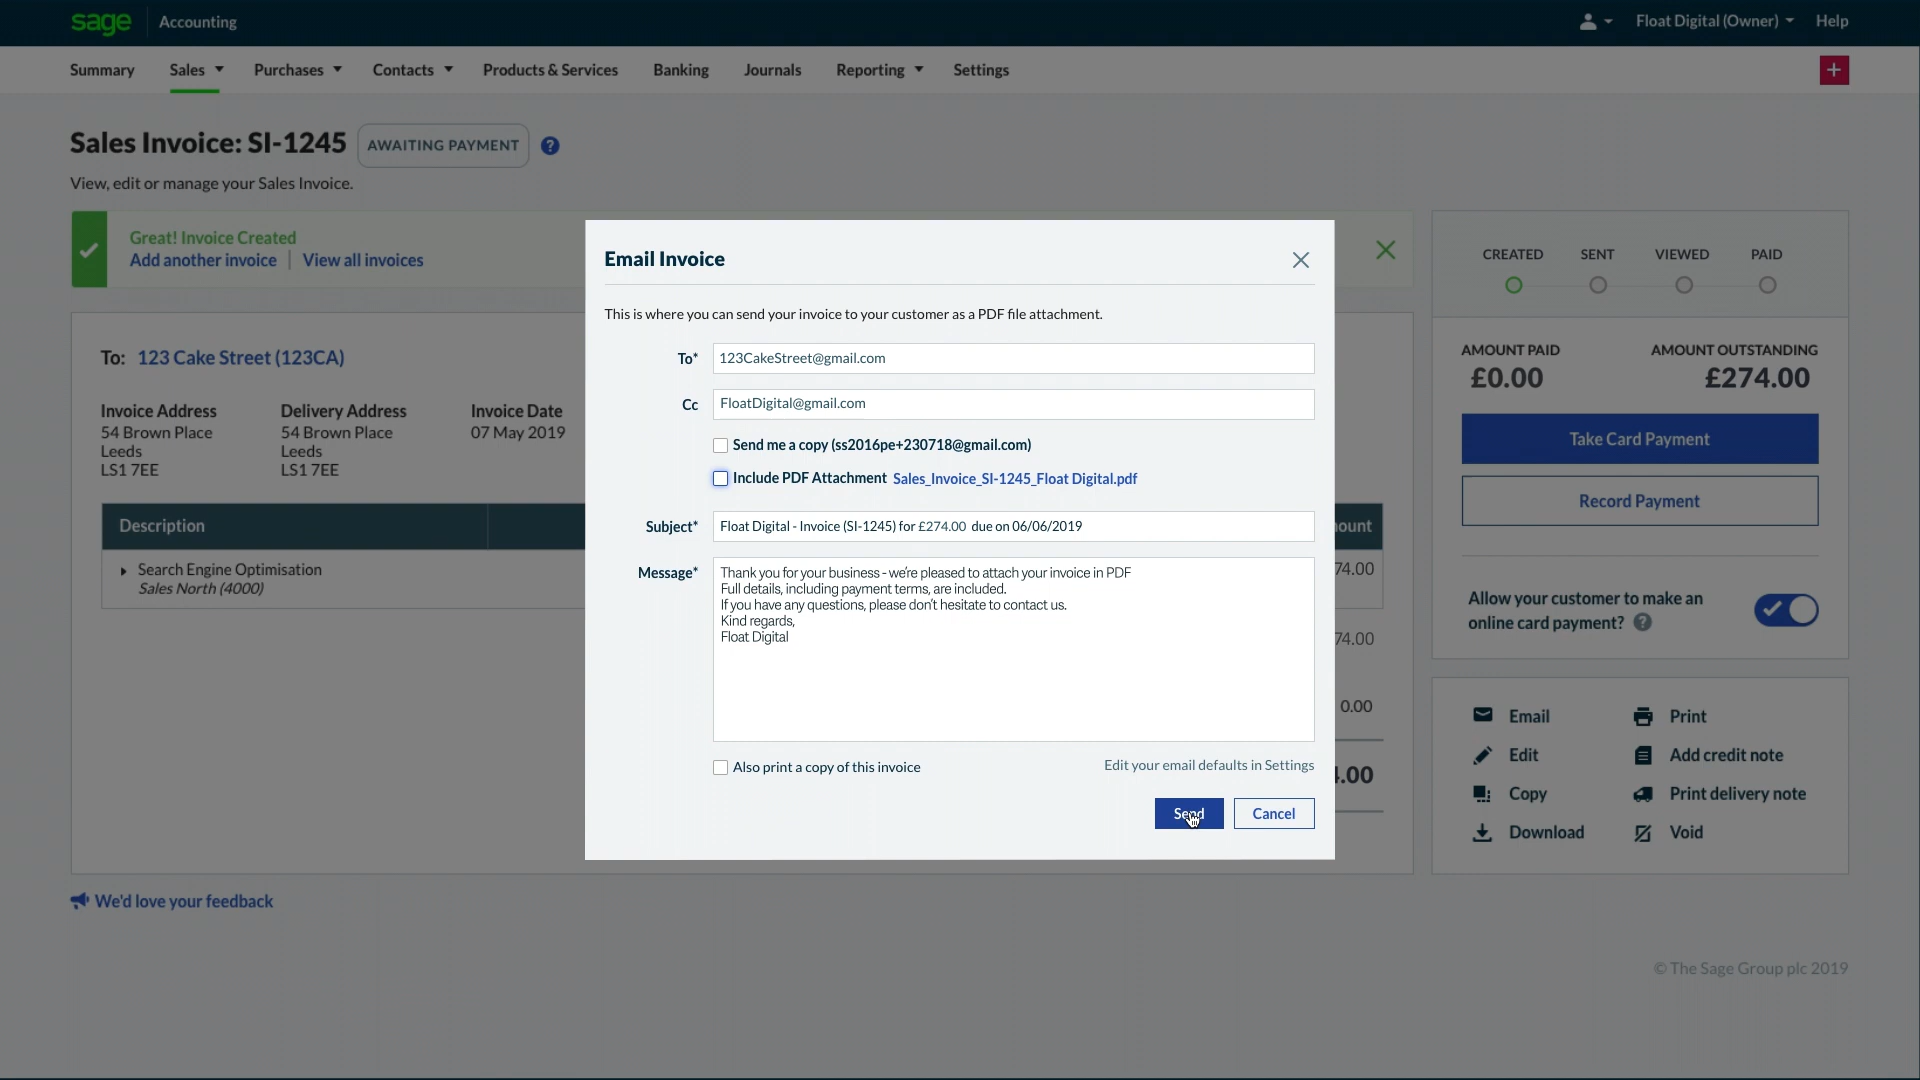 sage Accounting Float Digital (Owner) Help
Summary Sales Purchases Contacts Products & Services Banking Journals Reporting Settings
Sales Invoice: SI-1245 AWAITING PAYMENT ?
View, edit or manage your Sales Invoice.
Great! Invoice Created
Add another invoice | View all invoices
To: 123 Cake Street (123CA)
Invoice Address
54 Brown Place
Leeds
LS1 7EE
Delivery Address
54 Brown Place
Leeds
LS1 7EE
Invoice Date
07 May 2019
Description
Search Engine Optimisation
Sales North (4000)
ount
74.00
74.00
0.00
4.00
Email Invoice
This is where you can send your invoice to your customer as a PDF file attachment.
To* 123CakeStreet@gmail.com
Cc FloatDigital@gmail.com
Send me a copy (ss2016pe+230718@gmail.com)
Include PDF Attachment Sales_Invoice_SI-1245_Float Digital.pdf
Subject* Float Digital - Invoice (SI-1245) for £274.00 due on 06/06/2019
Message* Thank you for your business - we're pleased to attach your invoice in PDF
Full details, including payment terms, are included.
If you have any questions, please don't hesitate to contact us.
Kind regards,
Float Digital
Also print a copy of this invoice Edit your email defaults in Settings
Send Cancel
CREATED SENT VIEWED PAID
AMOUNT PAID AMOUNT OUTSTANDING
£0.00 £274.00
Take Card Payment
Record Payment
Allow your customer to make an
online card payment? ?
Email Print
Edit Add credit note
Copy Print delivery note
Download Void
We'd love your feedback
© The Sage Group plc 2019